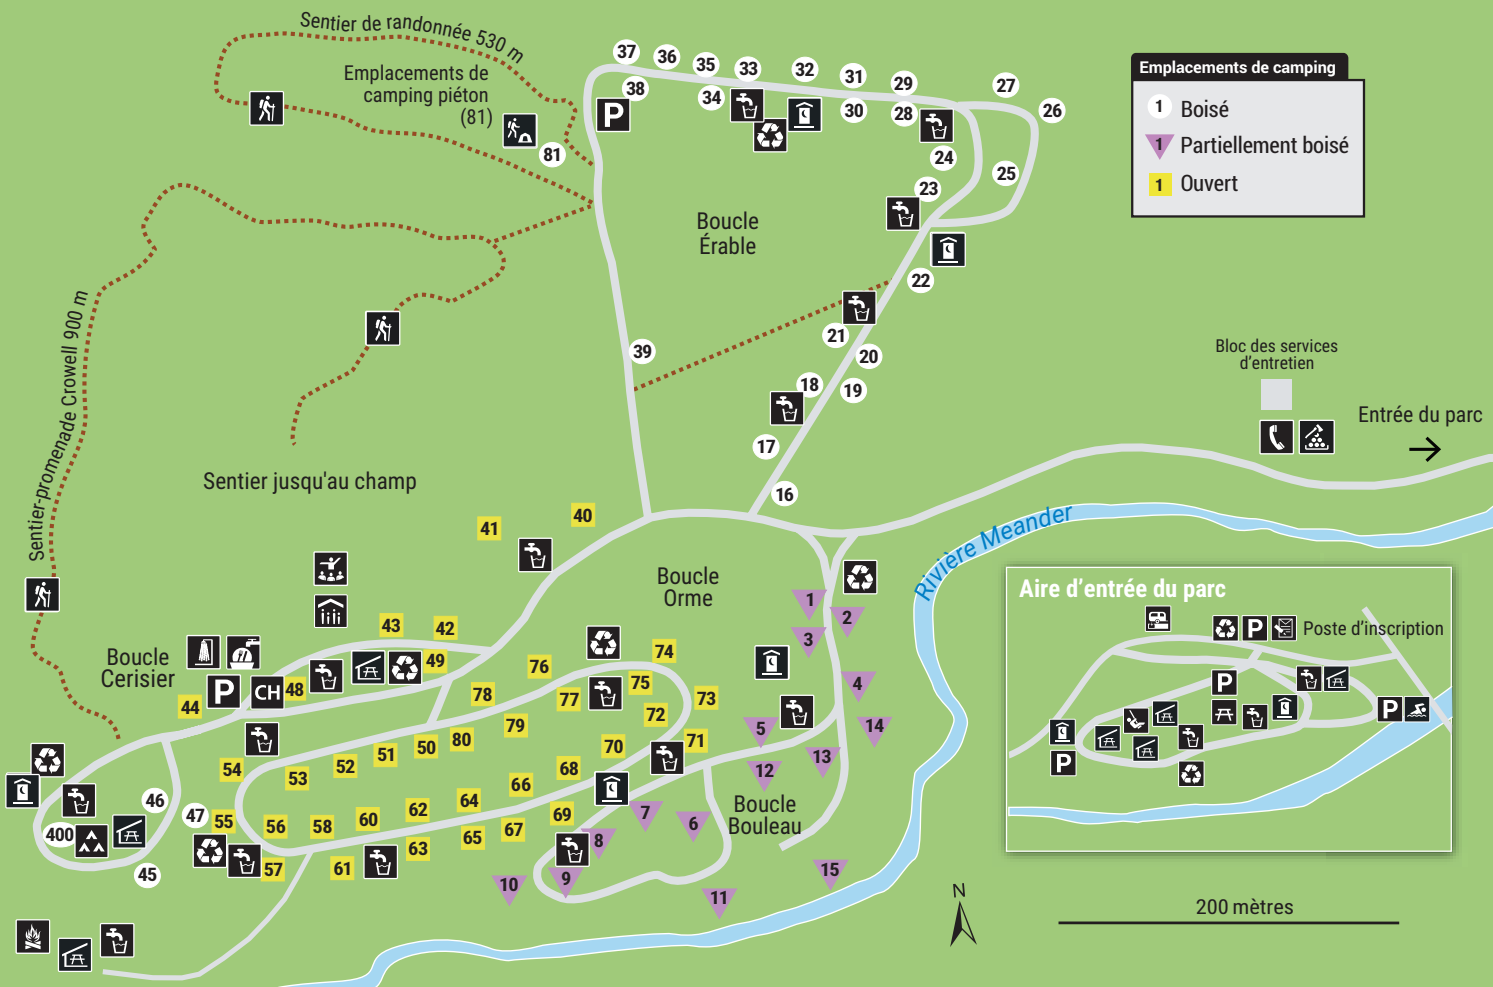 Sentier de randonnée 530 m
Emplacements de
camping piéton
(81)
81
37
36
35
33
32
31
29
27
26
38
34
30
28
24
25
23
22
21
20
19
18
17
16
39
P
Boucle
Érable
Emplacements de camping
1 Boisé
1 Partiellement boisé
1 Ouvert
Bloc des services
d’entretien
Entrée du parc
Sentier-promenade Crowell 900 m
Sentier jusqu'au champ
41
40
Rivière Meander
Boucle
Orme
Boucle
Cerisier
P
CH
43
42
49
48
44
76
74
75
73
78
77
72
79
80
50
51
52
53
54
70
71
68
66
64
62
60
58
56
55
47
46
400
45
57
61
63
65
67
69
1
2
3
4
5
14
13
12
Boucle
Bouleau
7
6
8
9
10
11
15
Aire d’entrée du parc
P
Poste d’inscription
P
P
P
N
200 mètres